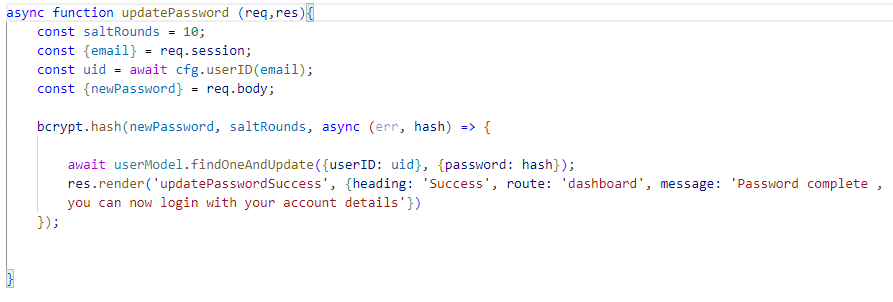 async function updatePassword (req,res){
const saltRounds = 10;
const {email} = req.session;
const uid = await cfg.userID(email);
const {newPassword} = req.body;
bcrypt.hash(newPassword, saltRounds, async (err, hash) => {
await userModel.findOneAndUpdate({userID: uid}, {password: hash});
res.render('updatePasswordSuccess', {heading: 'Success', route: 'dashboard', message: 'Password complete ,
you can now login with your account details'})
});
}